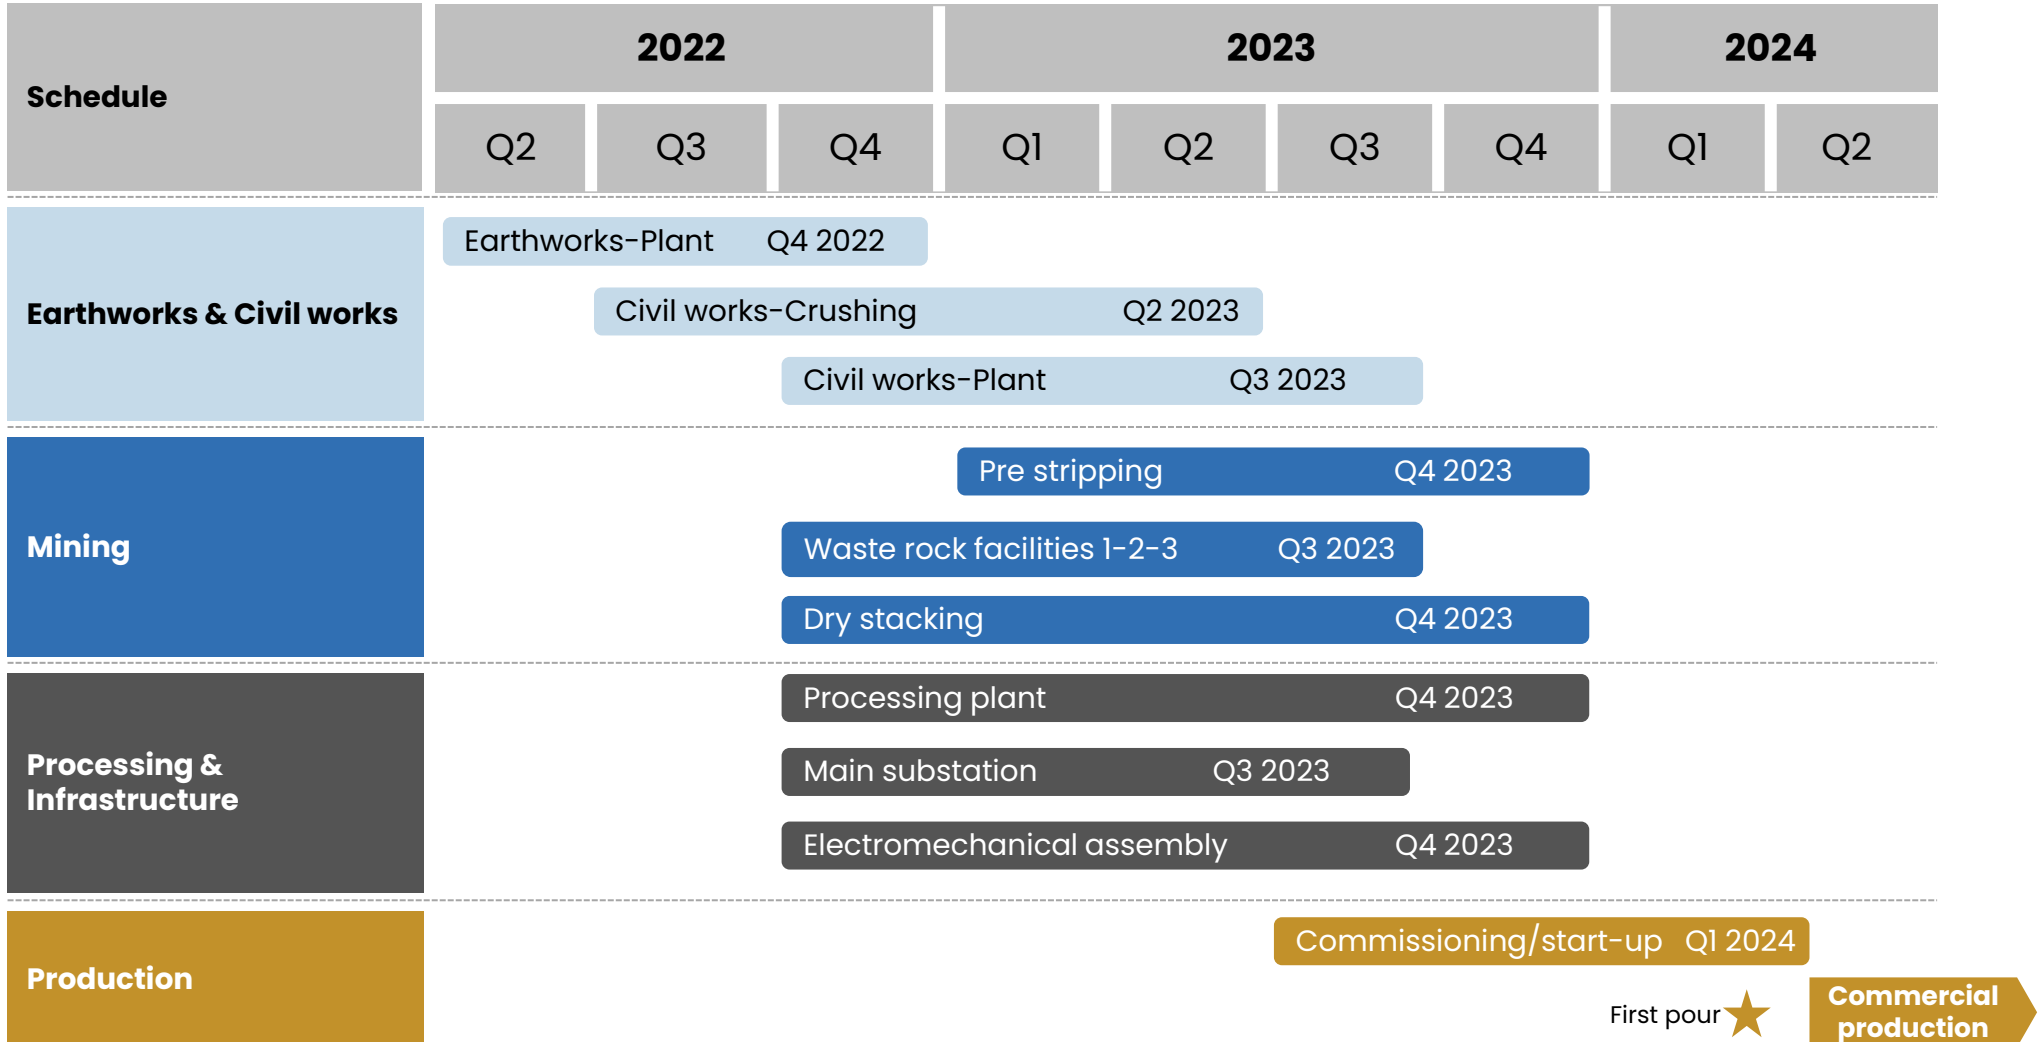 Schedule
2022
2023
2024
Q2
Q3
Q4
Q1
Q2
Q3
Q4
Q1
Q2
Earthworks & Civil works
Earthworks-Plant Q4 2022
Civil works-Crushing Q2 2023
Civil works-Plant Q3 2023
Mining
Pre stripping Q4 2023
Waste rock facilities 1-2-3 Q3 2023
Dry stacking Q4 2023
Processing &
Infrastructure
Processing plant Q4 2023
Main substation Q3 2023
Electromechanical assembly Q4 2023
Production
Commissioning/start-up Q1 2024
First pour
Commercial
production